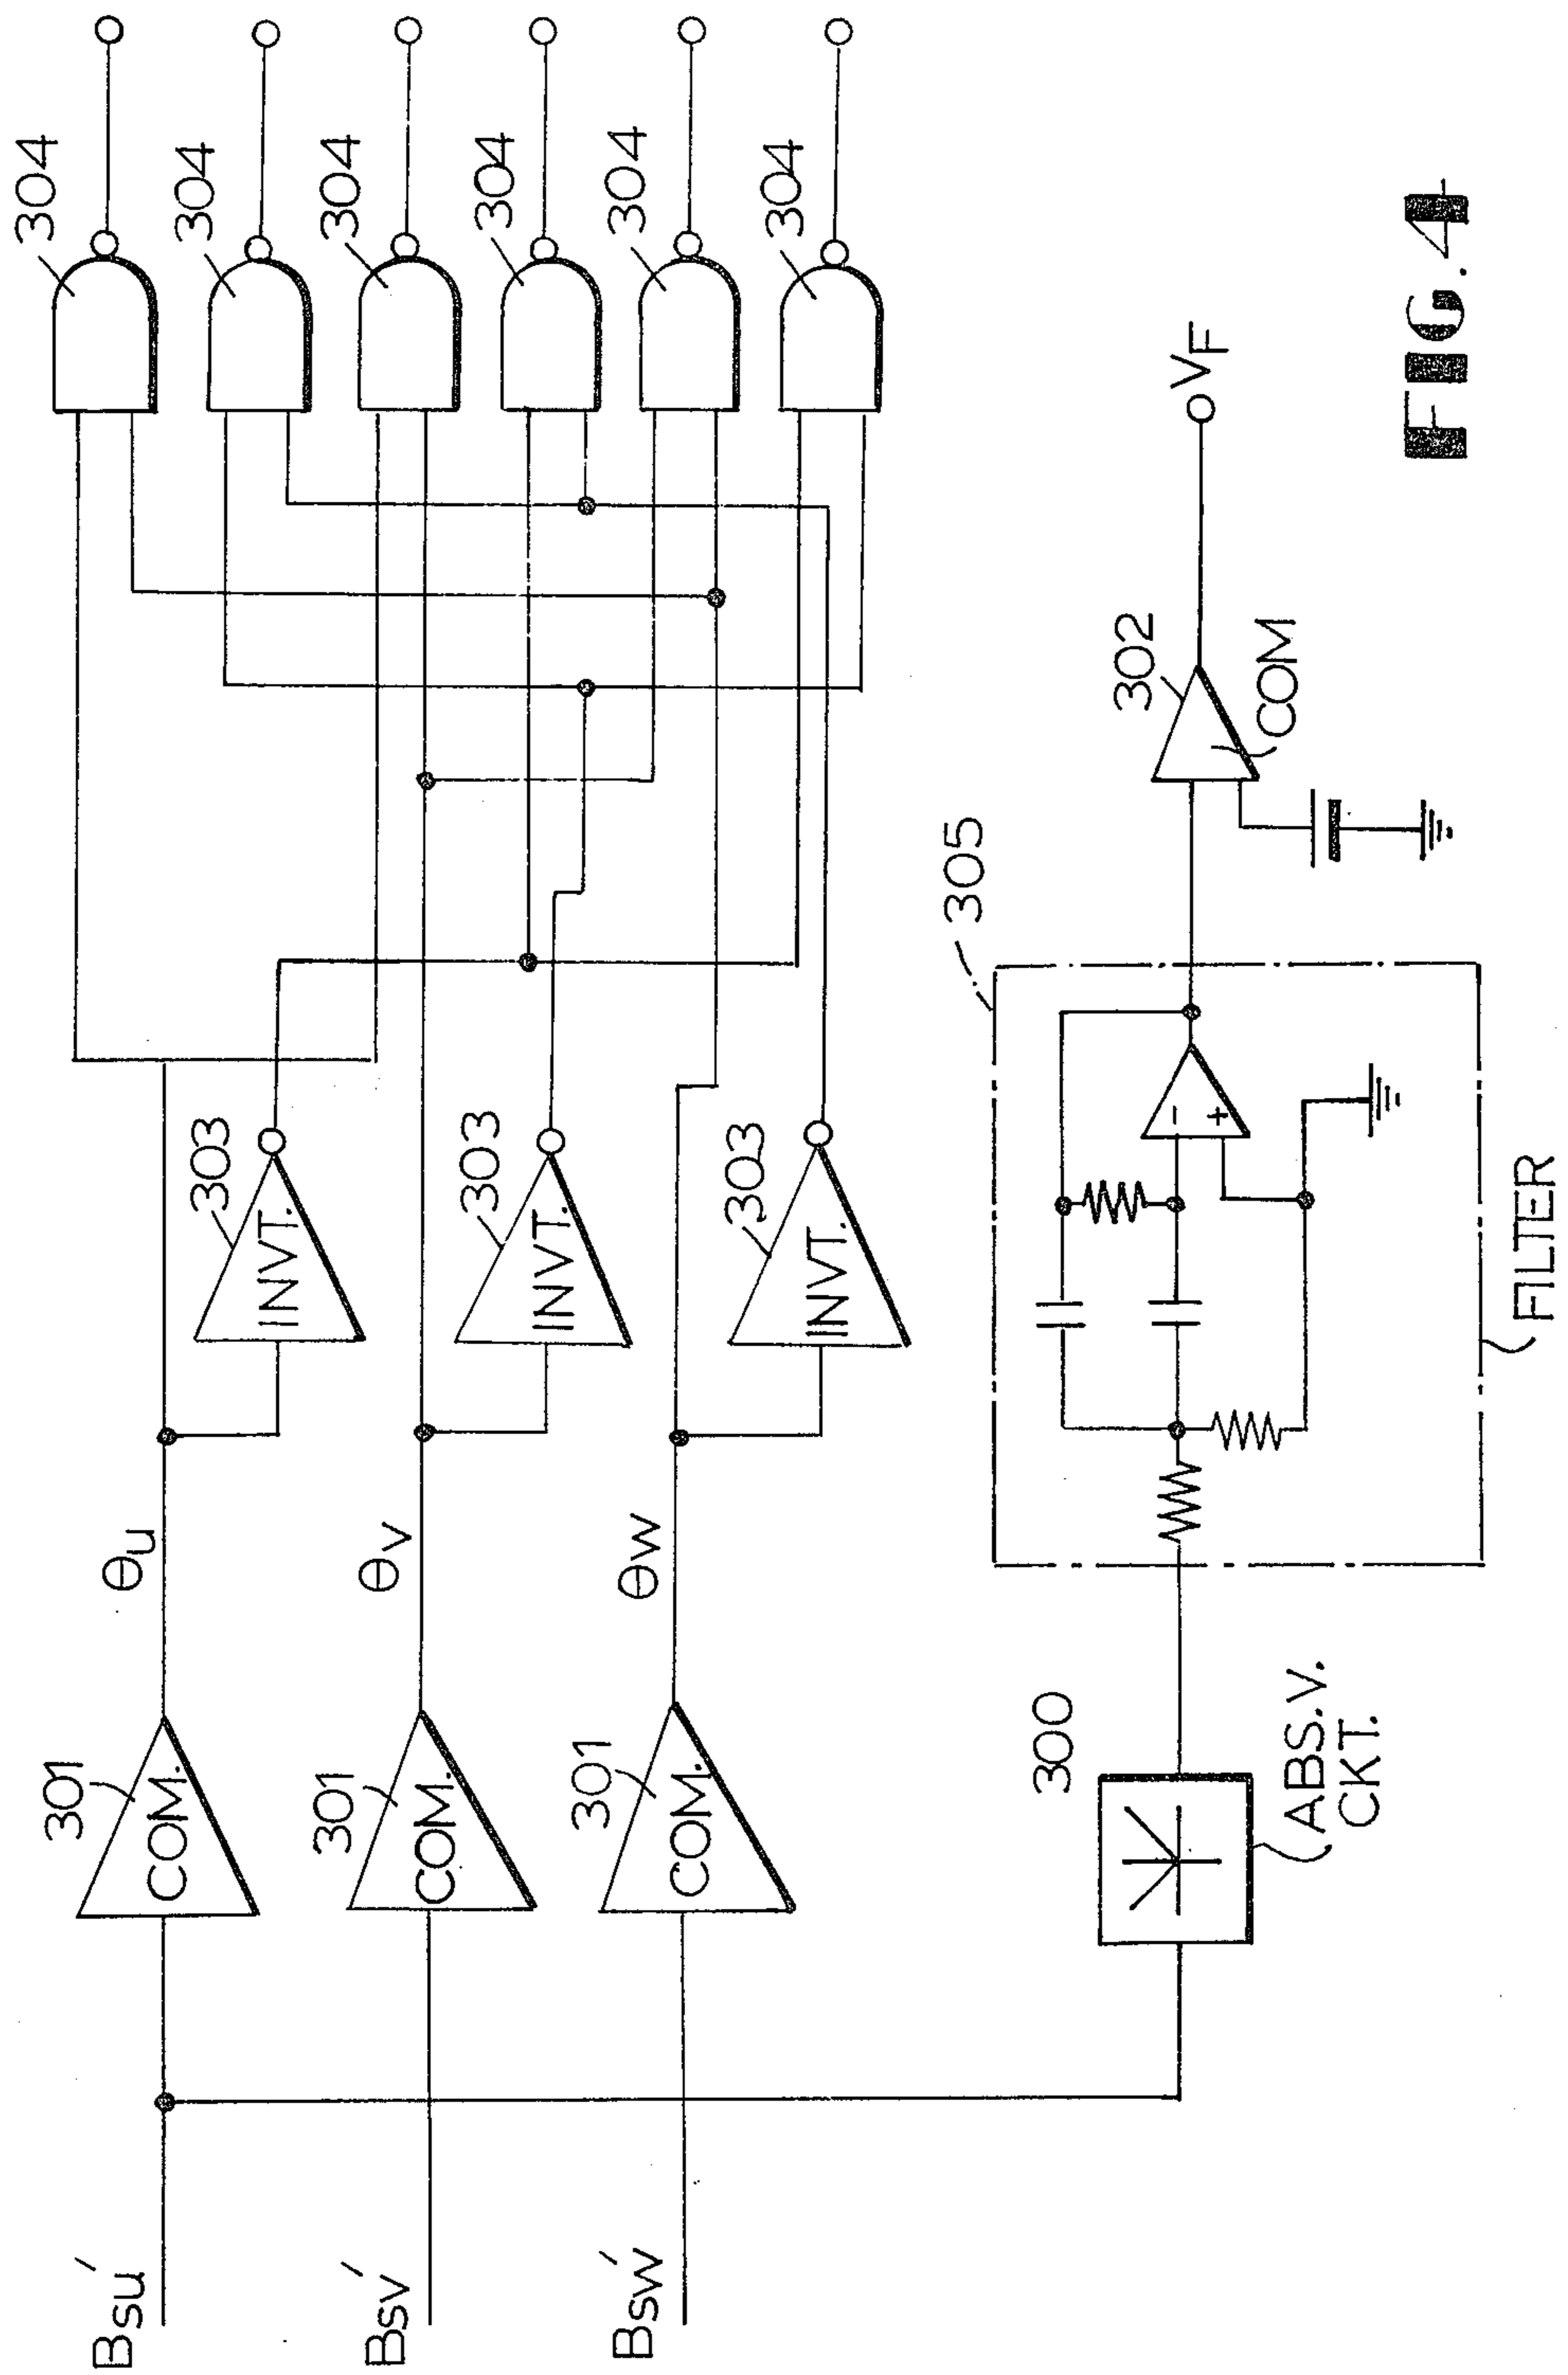 304
304
304
304
304
304
303
INVT.
303
INVT.
303
INVT.
θu
θv
θw
301
COM.
301
COM.
301
COM.
Bsu'
Bsv'
Bsw'
300
ABS.V.
CKT.
305
-
+
FILTER
302
COM
VF
FIG.4